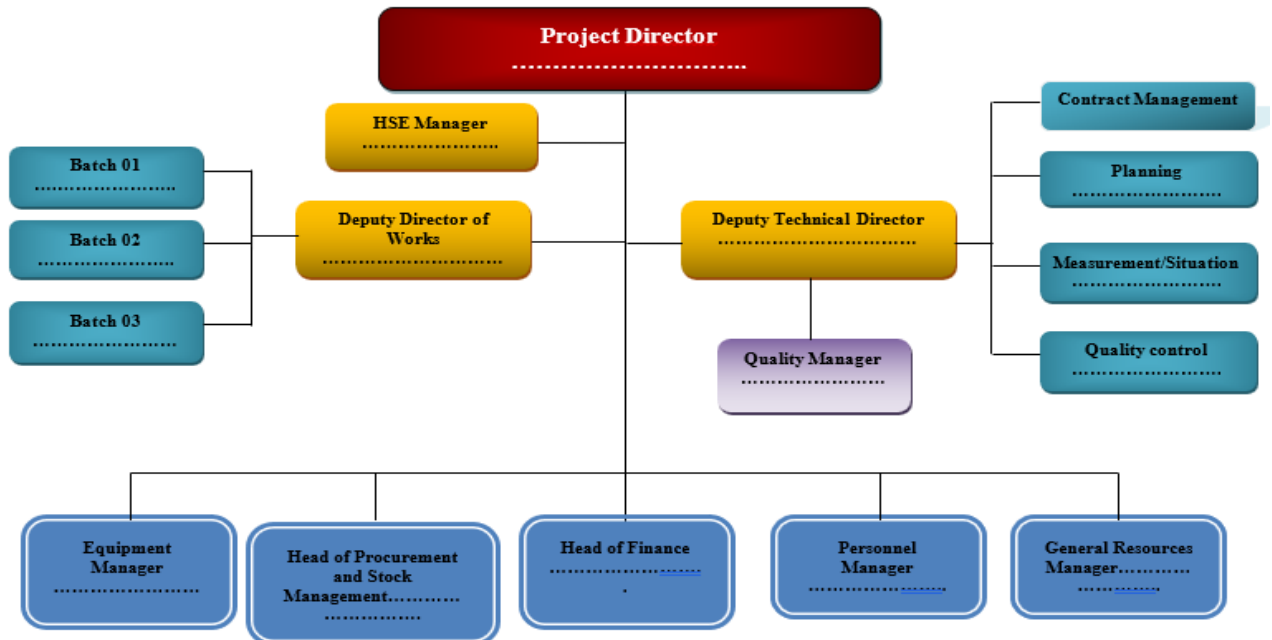 Project Director
…………………………..
HSE Manager
…………………..
Contract Management
Batch 01
…………………….
Planning
…………………….
Deputy Director of
Works
……………………………
Deputy Technical Director
……………………………
Batch 02
…………………..
Measurement/Situation
…………………….
Batch 03
……………………
Quality Manager
……………………
Quality control
…………………….
Equipment
Manager
……………………
Head of Procurement
and Stock
Management…………
…………….
Head of Finance
……………………
.
Personnel
Manager
………………….
General Resources
Manager…………
………….